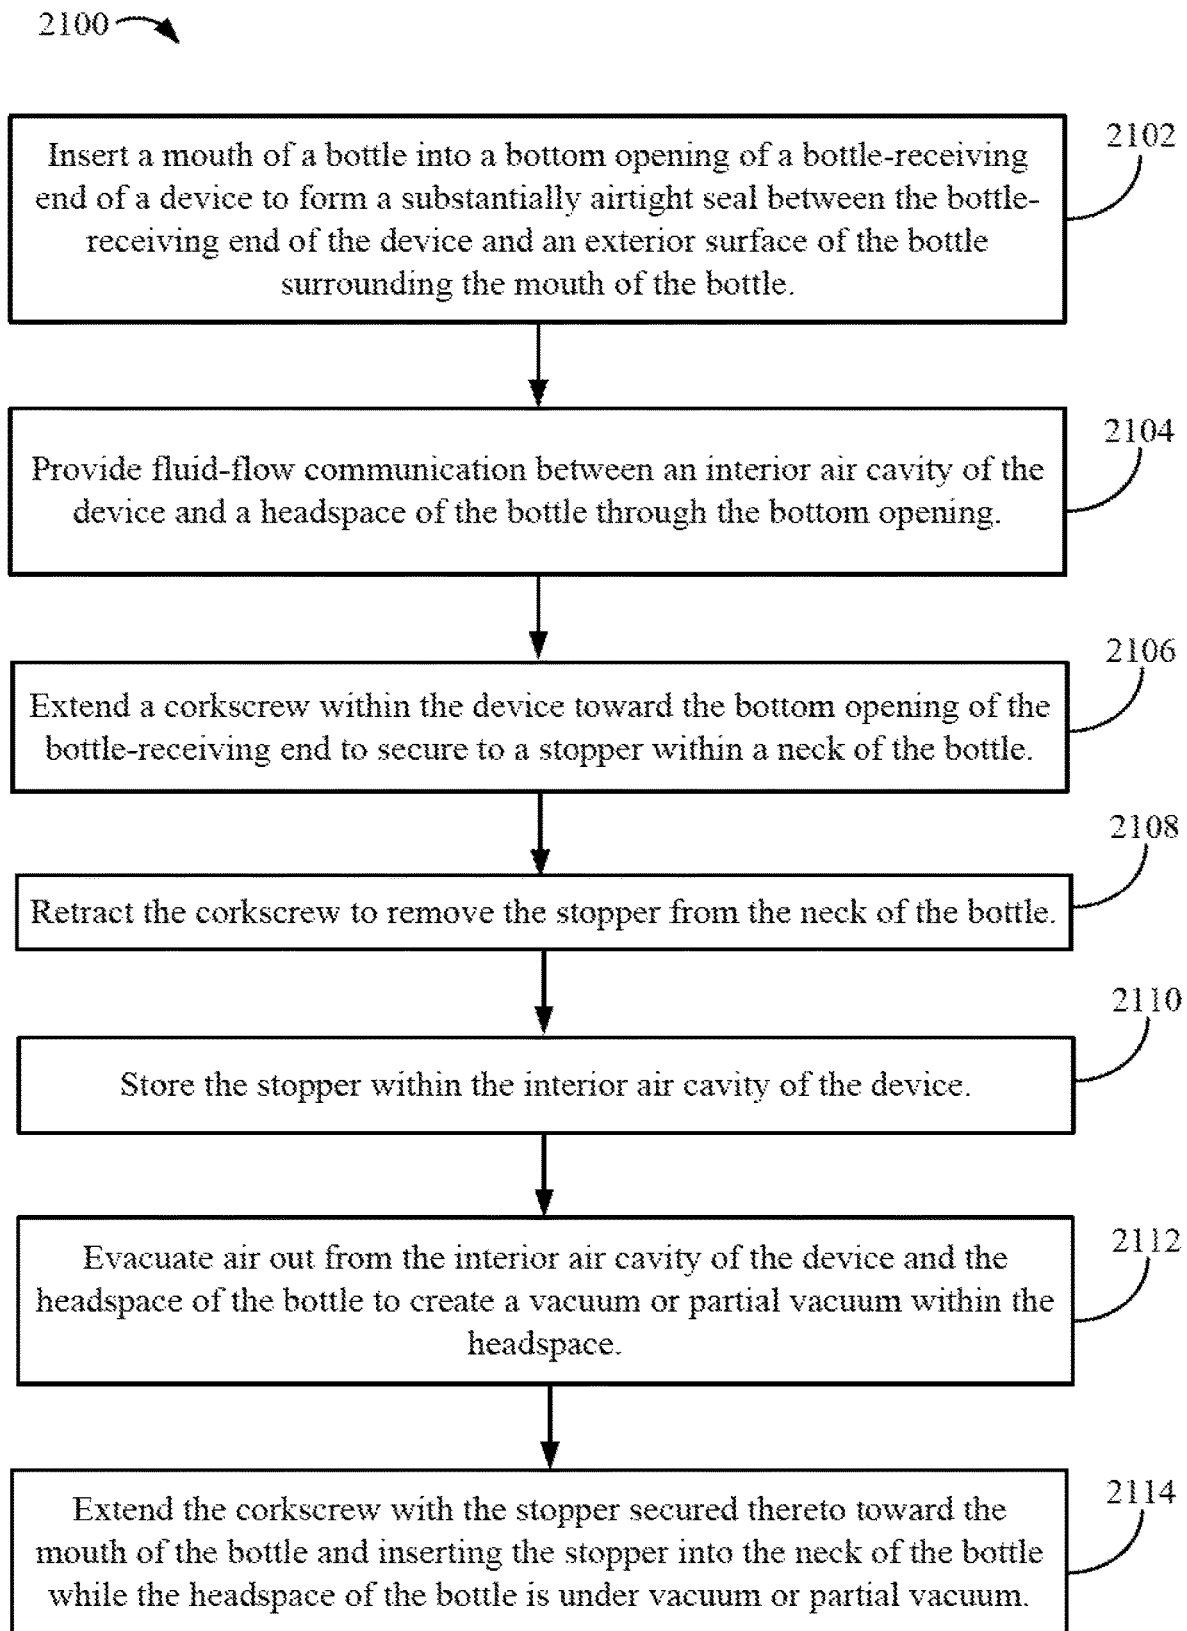 2100
Insert a mouth of a bottle into a bottom opening of a bottle-receiving
end of a device to form a substantially airtight seal between the bottle-
receiving end of the device and an exterior surface of the bottle
surrounding the mouth of the bottle.
2102
Provide fluid-flow communication between an interior air cavity of the
device and a headspace of the bottle through the bottom opening.
2104
Extend a corkscrew within the device toward the bottom opening of the
bottle-receiving end to secure to a stopper within a neck of the bottle.
2106
Retract the corkscrew to remove the stopper from the neck of the bottle.
2108
Store the stopper within the interior air cavity of the device.
2110
Evacuate air out from the interior air cavity of the device and the
headspace of the bottle to create a vacuum or partial vacuum within the
headspace.
2112
Extend the corkscrew with the stopper secured thereto toward the
mouth of the bottle and inserting the stopper into the neck of the bottle
while the headspace of the bottle is under vacuum or partial vacuum.
2114